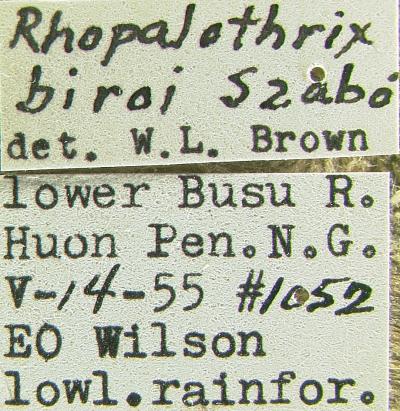 Rhopalothrix
biroi Szabó
det. W.L. Brown
lower Busu R.
Huon Pen. N.G.
V-14-55 #1052
EO Wilson
lowl.rainfor.